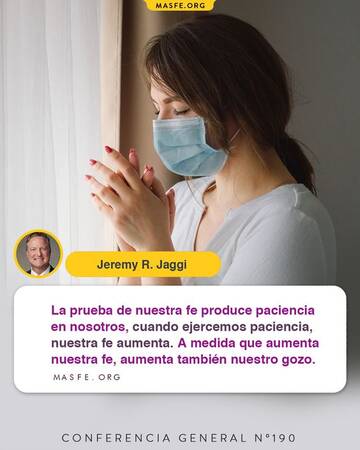 MASFE.ORG
Jeremy R. Jaggi
La prueba de nuestra fe produce paciencia
en nosotros, cuando ejercemos paciencia,
nuestra fe aumenta. A medida que aumenta
nuestra fe, aumenta también nuestro gozo.
MASFE.ORG
CONFERENCIA GENERAL N°190